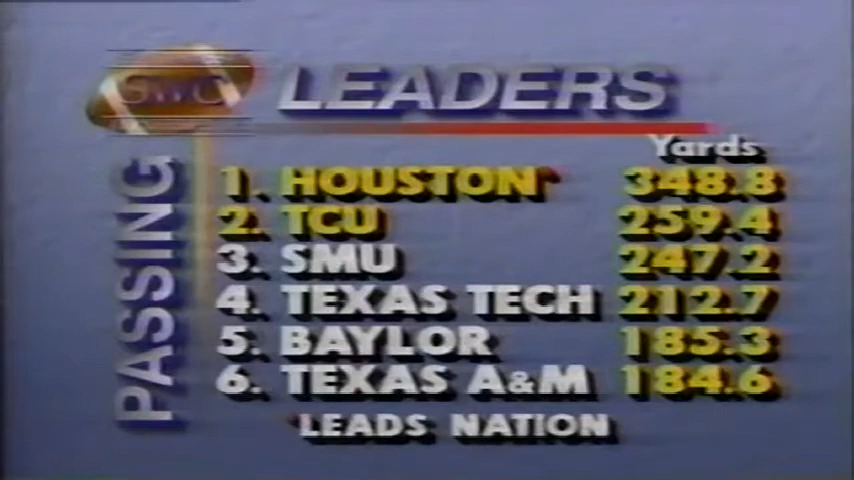 SWC LEADERS
PASSING
Yards
1. HOUSTON* 348.8
2. TCU 259.4
3. SMU 247.2
4. TEXAS TECH 212.7
5. BAYLOR 185.3
6. TEXAS A&M 184.6
*LEADS NATION